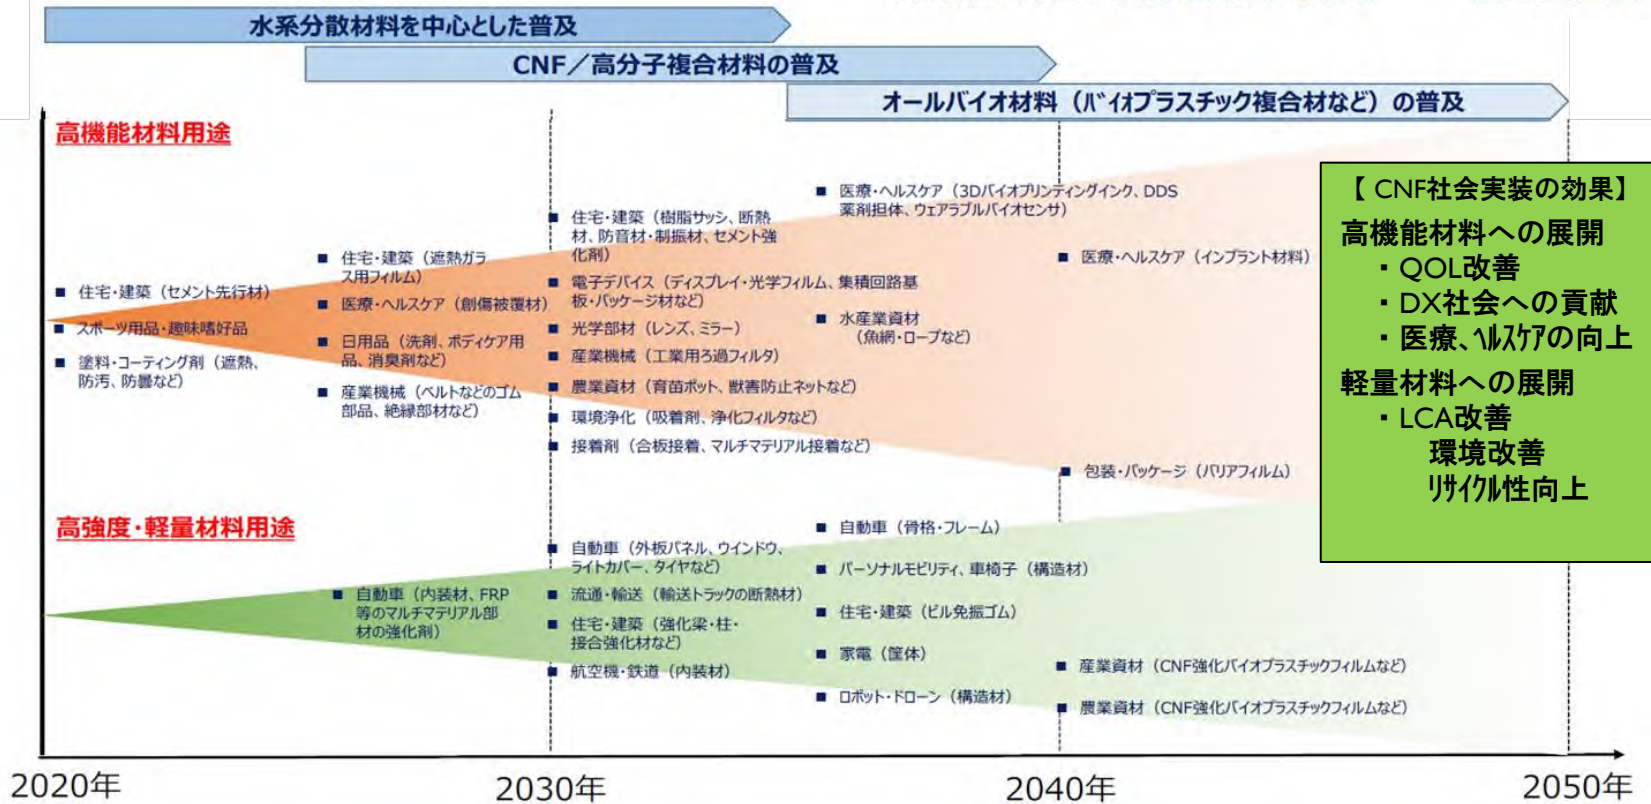 水系分散材料を中心とした普及
CNF／高分子複合材料の普及
オールバイオ材料（バイオプラスチック複合材など）の普及
高機能材料用途
■ 住宅・建築（セメント先行材）
■ スポーツ用品・趣味嗜好品
■ 塗料・コーティング剤（遮熱、
防汚、防曇など）
■ 住宅・建築（遮熱ガラ
ス用フィルム）
■ 医療・ヘルスケア（創傷被覆材）
■ 日用品（洗剤、ボディケア用
品、消臭剤など）
■ 産業機械（ベルトなどのゴム
部品、絶縁部材など）
■ 住宅・建築（樹脂サッシ、断熱
材、防音材・制振材、セメント強
化剤）
■ 電子デバイス（ディスプレイ・光学フィルム、集積回路基
板・パッケージ材など）
■ 光学部材（レンズ、ミラー）
■ 産業機械（工業用ろ過フィルタ）
■ 農業資材（育苗ポット、獣害防止ネットなど）
■ 環境浄化（吸着剤、浄化フィルタなど）
■ 接着剤（合板接着、マルチマテリアル接着など）
■ 医療・ヘルスケア（3Dバイオプリンティングインク、DDS
薬剤担体、ウェアラブルバイオセンサ）
■ 水産業資材
（魚網・ロープなど）
■ 医療・ヘルスケア（インプラント材料）
■ 包装・パッケージ（バリアフィルム）
【 CNF社会実装の効果】
高機能材料への展開
・QOL改善
・DX社会への貢献
・医療、ヘルスケアの向上
軽量材料への展開
・LCA改善
環境改善
リサイクル性向上
高強度・軽量材料用途
■ 自動車（内装材、FRP
等のマルチマテリアル部
材の強化剤）
■ 自動車（外板パネル、ウインドウ、
ライトカバー、タイヤなど）
■ 流通・輸送（輸送トラックの断熱材）
■ 住宅・建築（強化梁・柱・
接合強化材など）
■ 航空機・鉄道（内装材）
■ 自動車（骨格・フレーム）
■ パーソナルモビリティ、車椅子（構造材）
■ 住宅・建築（ビル免振ゴム）
■ 家電（筐体）
■ ロボット・ドローン（構造材）
■ 産業資材（CNF強化バイオプラスチックフィルムなど）
■ 農業資材（CNF強化バイオプラスチックフィルムなど）
2020年
2030年
2040年
2050年